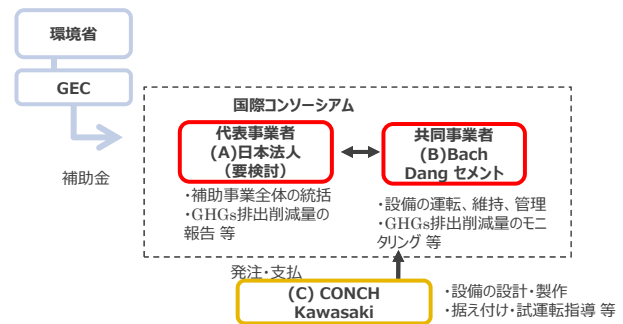 環境省
GEC
補助金
国際コンソーシアム
代表事業者
(A)日本法人
(要検討)
・補助事業全体の統括
・GHGs排出削減量の
報告 等
共同事業者
(B)Bach
Dang セメント
・設備の運転、維持、管理
・GHGs排出削減量のモニ
タリング 等
発注・支払
(C) CONCH
Kawasaki
・設備の設計・製作
・据え付け・試運転指導 等